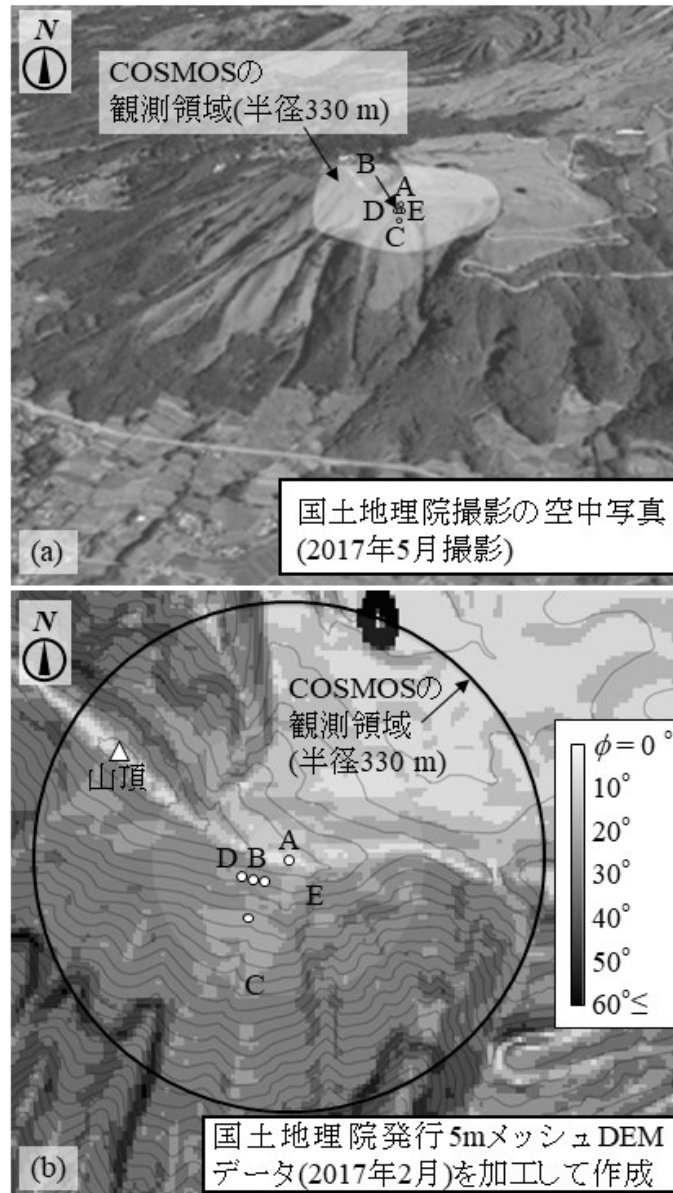 N
COSMOSの
観測領域(半径330 m)
B
A
D
E
C
国土地理院撮影の空中写真
(2017年5月撮影)
(a)
N
COSMOSの
観測領域
(半径330 m)
山頂
A
D
B
E
C
ϕ = 0 °
10°
20°
30°
40°
50°
60°≤
国土地理院発行5mメッシュDEM
データ(2017年2月)を加工して作成
(b)